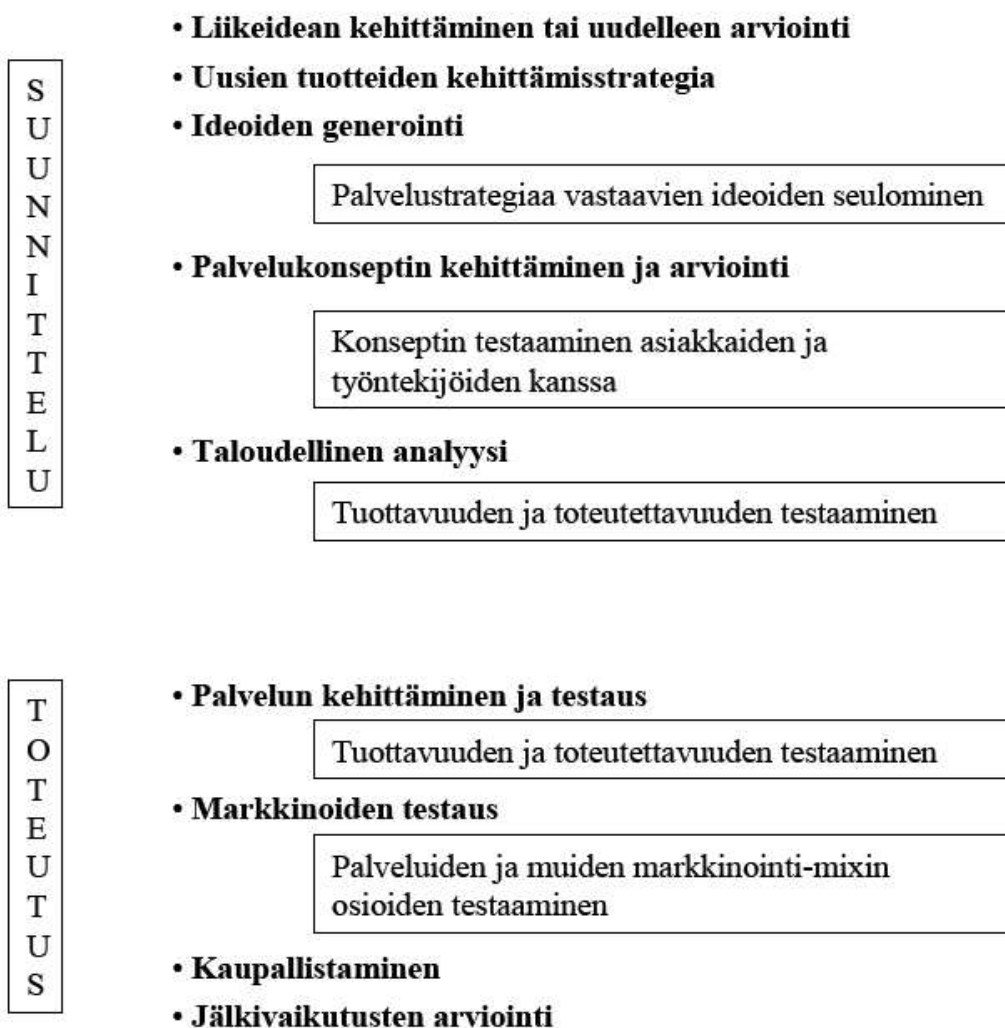 • Liikeidean kehittäminen tai uudelleen arviointi
• Uusien tuotteiden kehittämisstrategia
• Ideoiden generointi
Palvelustrategiaa vastaavien ideoiden seulominen
• Palvelukonseptin kehittäminen ja arviointi
Konseptin testaaminen asiakkaiden ja
työntekijöiden kanssa
• Taloudellinen analyysi
Tuottavuuden ja toteutettavuuden testaaminen
SUUNNITTELU
• Palvelun kehittäminen ja testaus
Tuottavuuden ja toteutettavuuden testaaminen
• Markkinoiden testaus
Palveluiden ja muiden markkinointi-mixin
osioiden testaaminen
• Kaupallistaminen
• Jälkivaikutusten arviointi
TOTEUTUS